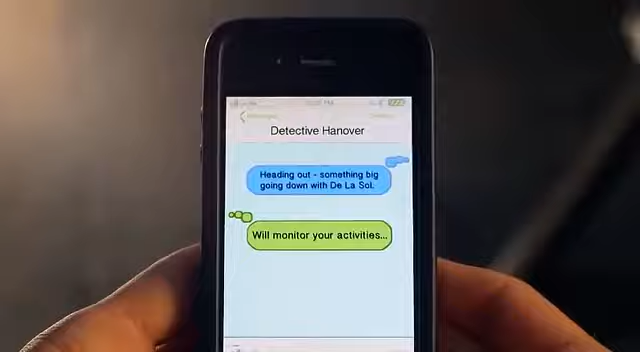 Detective Hanover
Heading out - something big
going down with De La Sol.
Will monitor your activities...